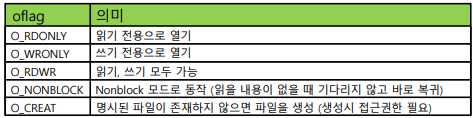 oflag 의미
O_RDONLY 읽기 전용으로 열기
O_WRONLY 쓰기 전용으로 열기
O_RDWR 읽기, 쓰기 모두 가능
O_NONBLOCK Nonblock 모드로 동작 (읽을 내용이 없을 때 기다리지 않고 바로 복귀)
O_CREAT 명시된 파일이 존재하지 않으면 파일을 생성 (생성시 접근권한 필요)